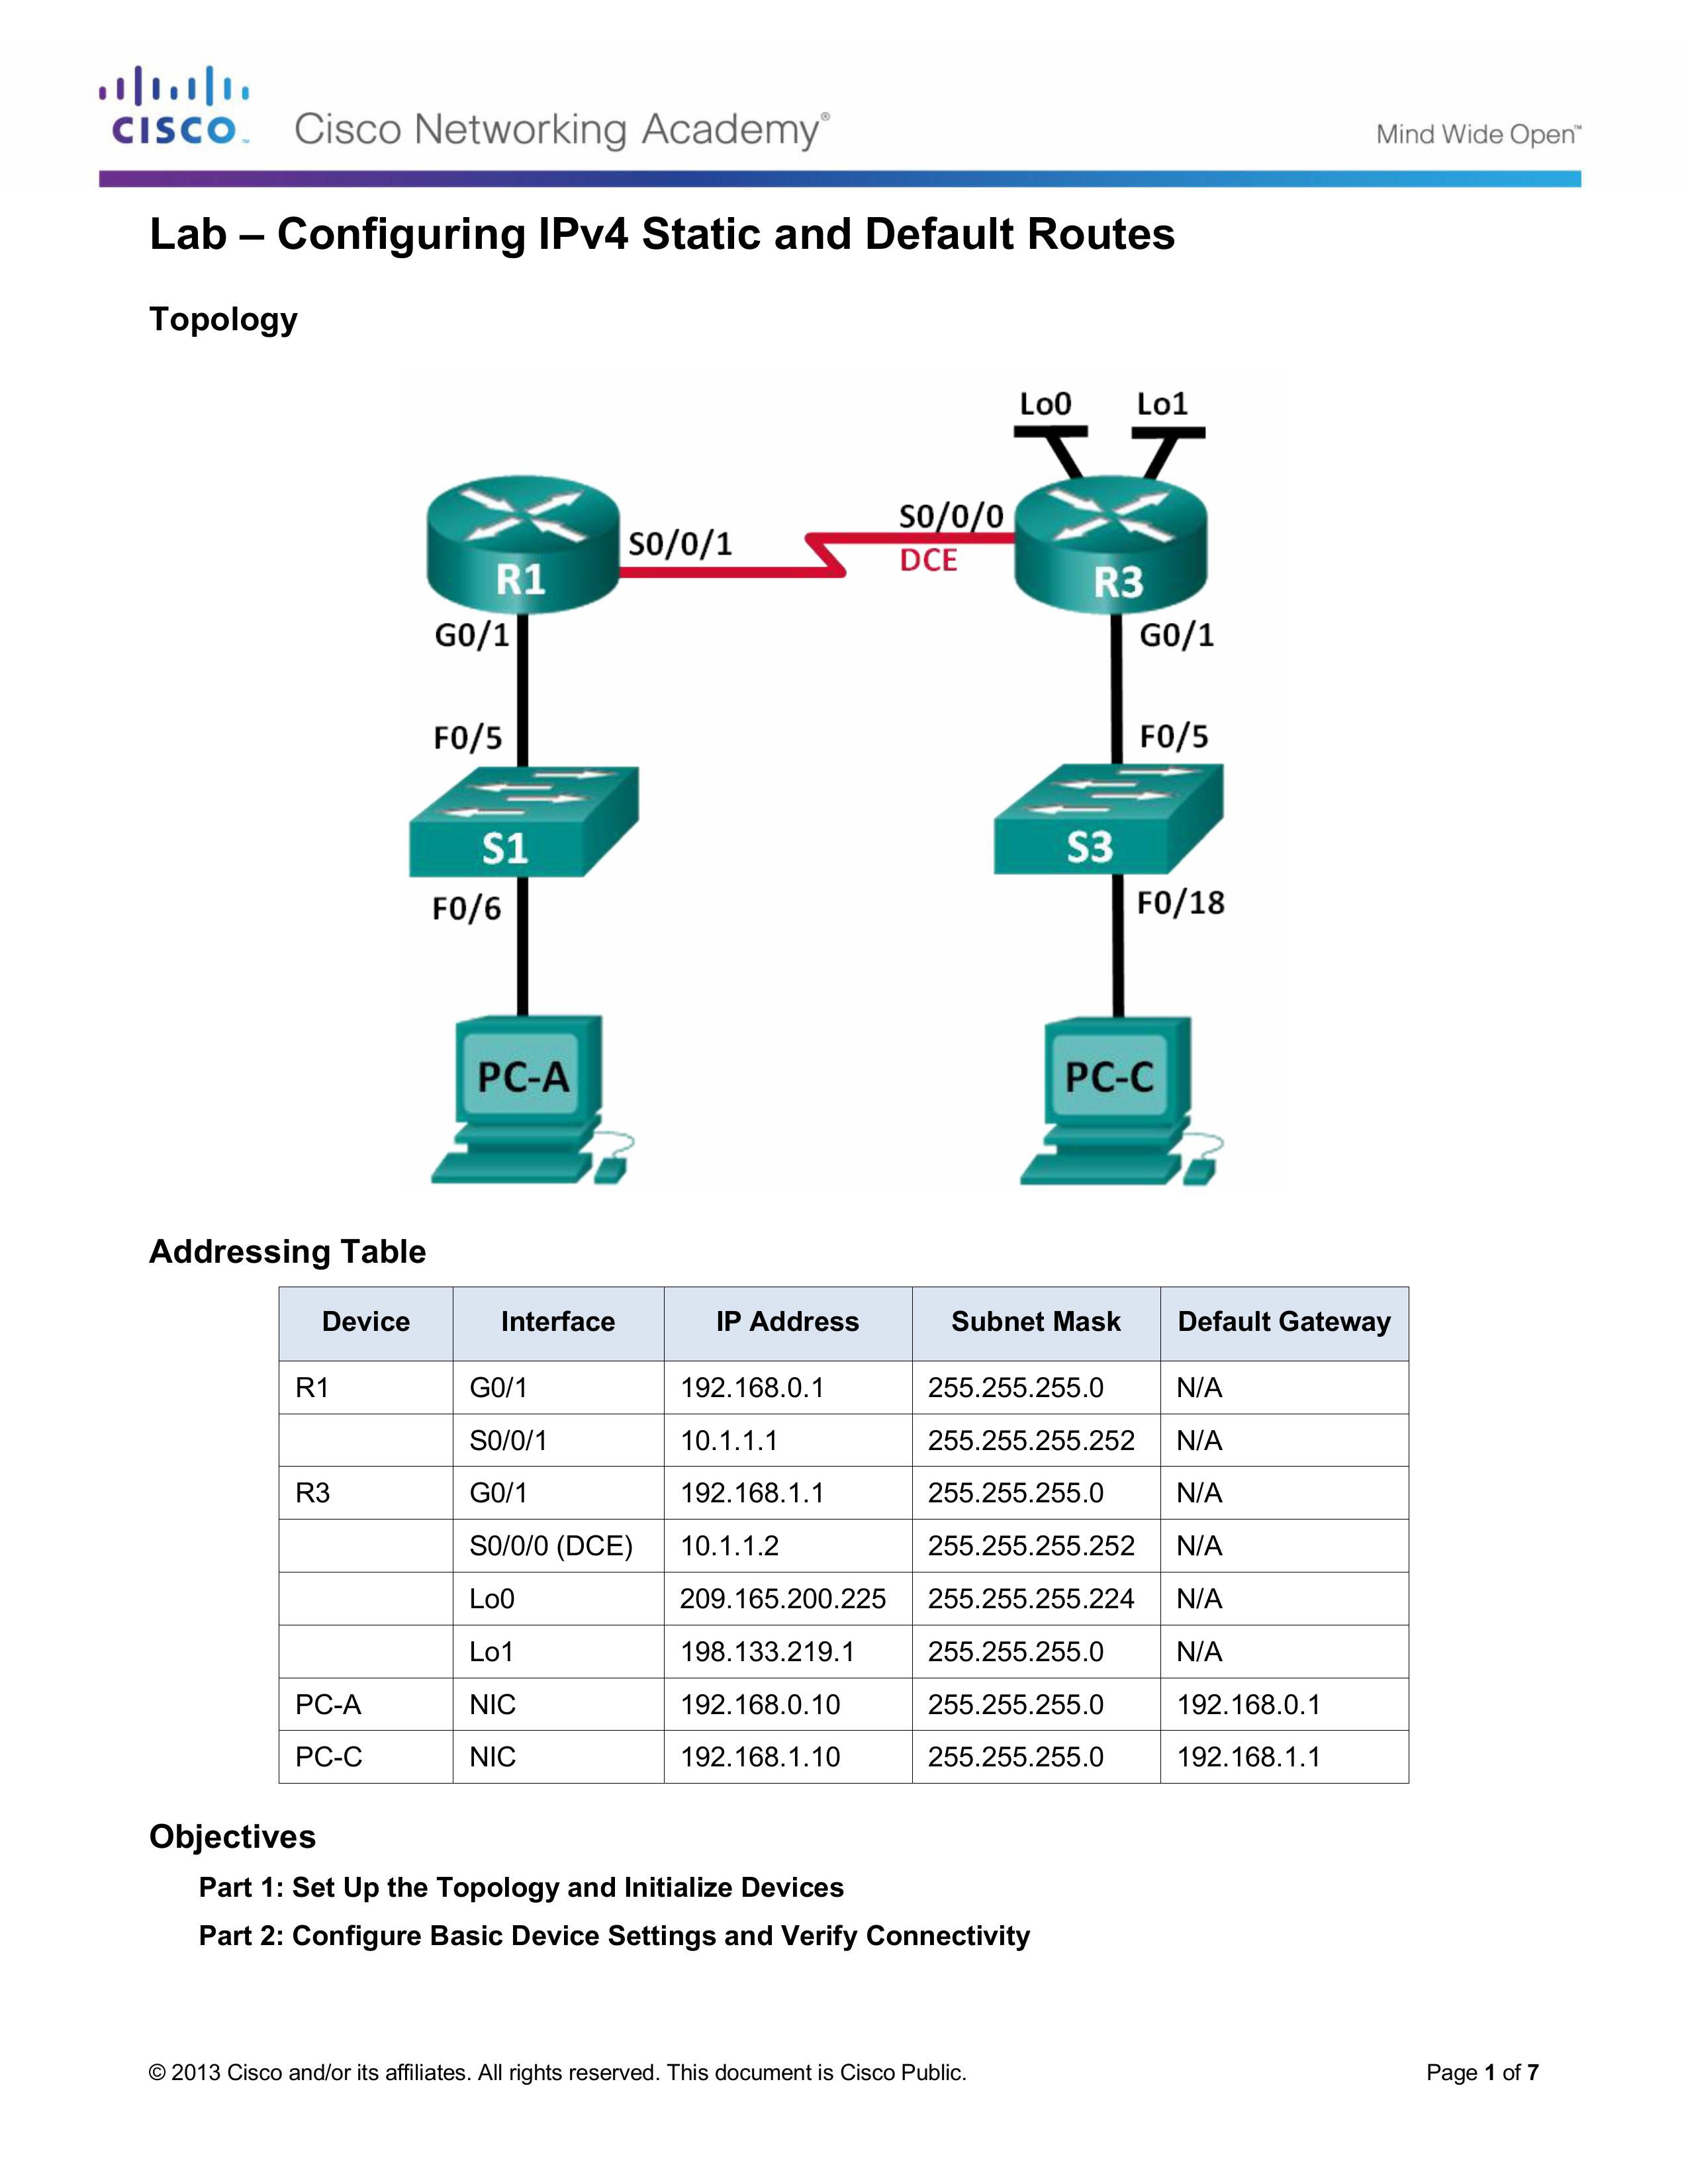 CISCO™ Cisco Networking Academy® Mind Wide Open™
Lab – Configuring IPv4 Static and Default Routes
Topology
Lo0 Lo1
S0/0/0
S0/0/1
DCE
R1 R3
G0/1 G0/1
F0/5 F0/5
S1 S3
F0/6 F0/18
PC-A PC-C
Addressing Table
Device Interface IP Address Subnet Mask Default Gateway
R1 G0/1 192.168.0.1 255.255.255.0 N/A
S0/0/1 10.1.1.1 255.255.255.252 N/A
R3 G0/1 192.168.1.1 255.255.255.0 N/A
S0/0/0 (DCE) 10.1.1.2 255.255.255.252 N/A
Lo0 209.165.200.225 255.255.255.224 N/A
Lo1 198.133.219.1 255.255.255.0 N/A
PC-A NIC 192.168.0.10 255.255.255.0 192.168.0.1
PC-C NIC 192.168.1.10 255.255.255.0 192.168.1.1
Objectives
Part 1: Set Up the Topology and Initialize Devices
Part 2: Configure Basic Device Settings and Verify Connectivity
© 2013 Cisco and/or its affiliates. All rights reserved. This document is Cisco Public. Page 1 of 7